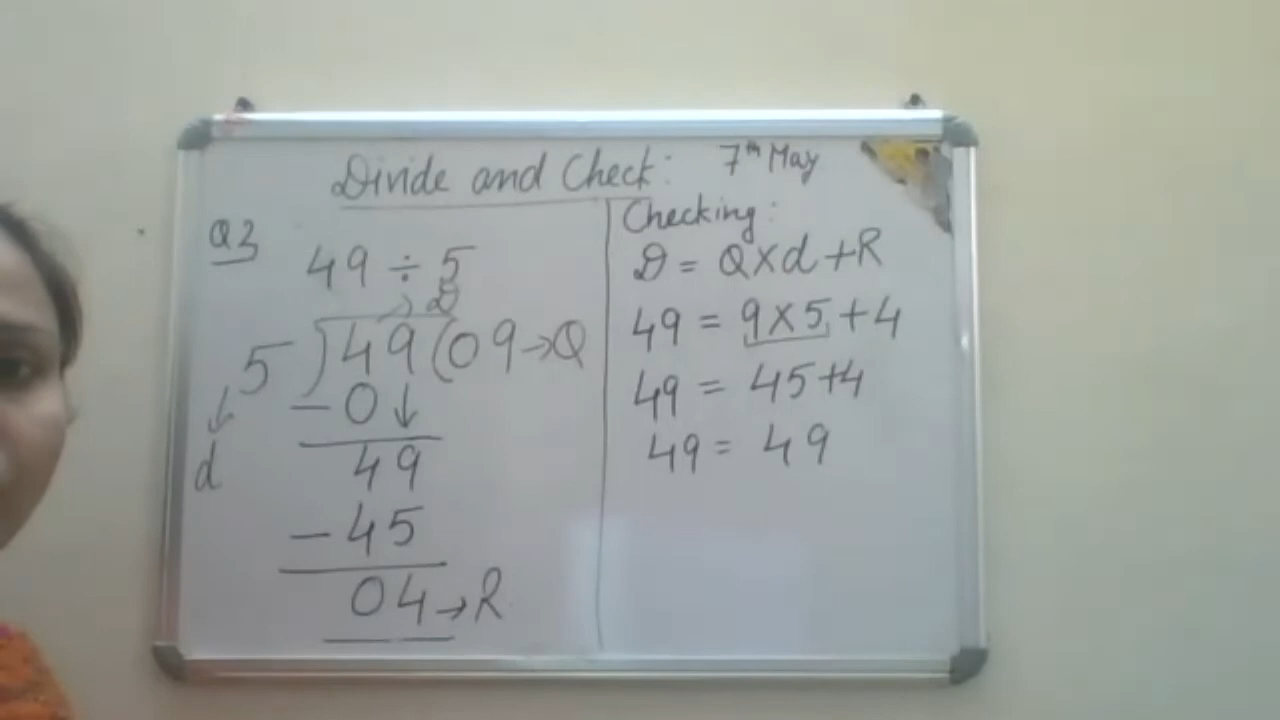 Divide and Check: 7th May
Q3
49 ÷ 5
→ D
5 ) 49 ( 09 → Q
↓
d
- 0 ↓
49
- 45
04 → R
Checking:
D = Q × d + R
49 = 9 × 5 + 4
49 = 45 + 4
49 = 49